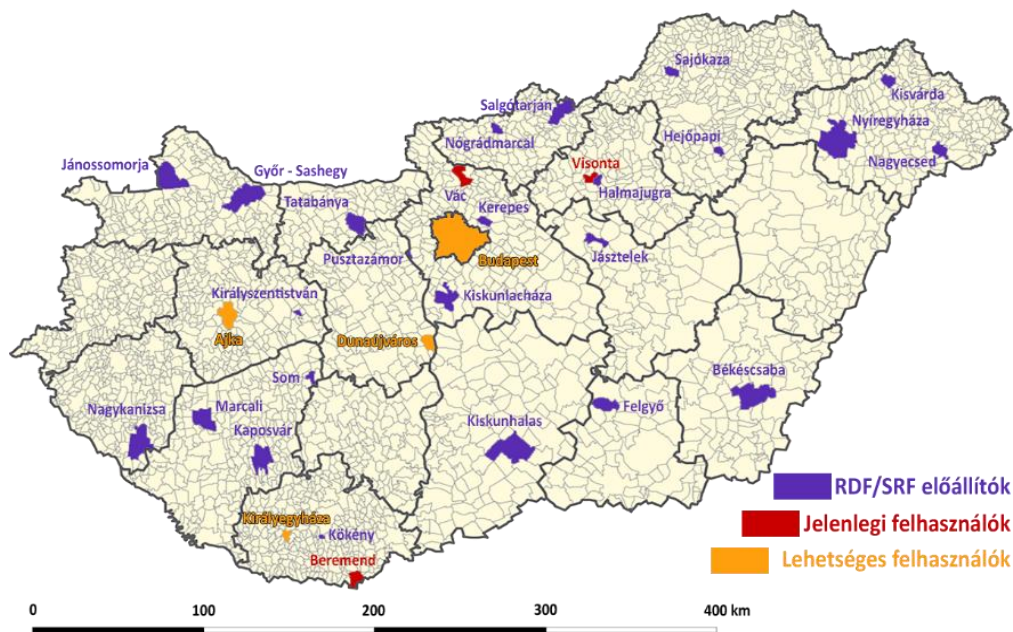 Sajókaza
Kisvárda
Salgótarján
Nyíregyháza
Nógrádmarcal
Hejőpapi
Nagyecsed
Jánossomorja
Győr - Sashegy
Visonta
Halmajugra
Vác
Tatabánya
Kerepes
Pusztazámor
Budapest
Jásztelek
Királyszentistván
Kiskunlacháza
Ajka
Dunaújváros
Som
Békéscsaba
Nagykanizsa
Marcali
Felgyő
Kaposvár
Kiskunhalas
Királyegyháza
Kökény
Beremend
RDF/SRF előállítók
Jelenlegi felhasználók
Lehetséges felhasználók
0 100 200 300 400 km